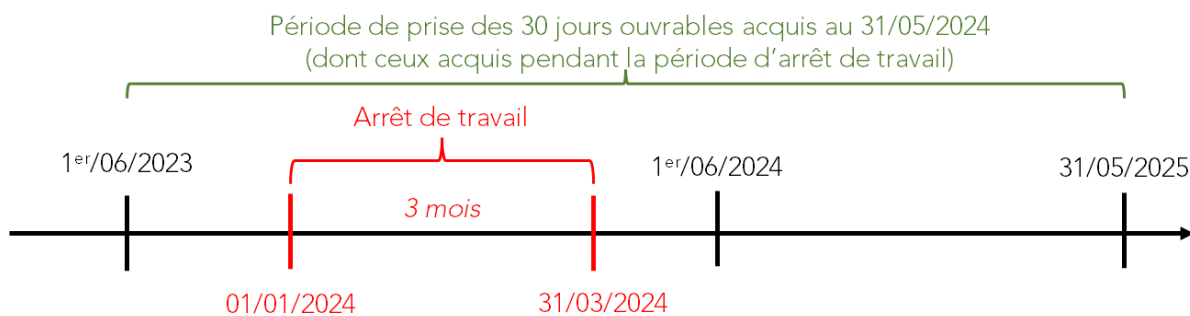 Période de prise des 30 jours ouvrables acquis au 31/05/2024
(dont ceux acquis pendant la période d’arrêt de travail)
Arrêt de travail
1er/06/2023
1er/06/2024
31/05/2025
3 mois
01/01/2024
31/03/2024